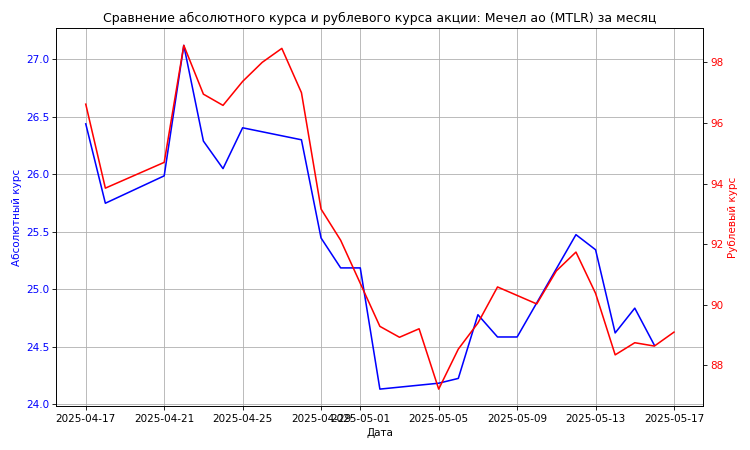 Сравнение абсолютного курса и рублевого курса акции: Мечел ао (MTLR) за месяц
27.0
26.5
26.0
25.5
25.0
24.5
24.0
Абсолютный курс
98
96
94
92
90
88
Рублевый курс
2025-04-17 2025-04-21 2025-04-25 2025-04-29 2025-05-01 2025-05-05 2025-05-09 2025-05-13 2025-05-17
Дата